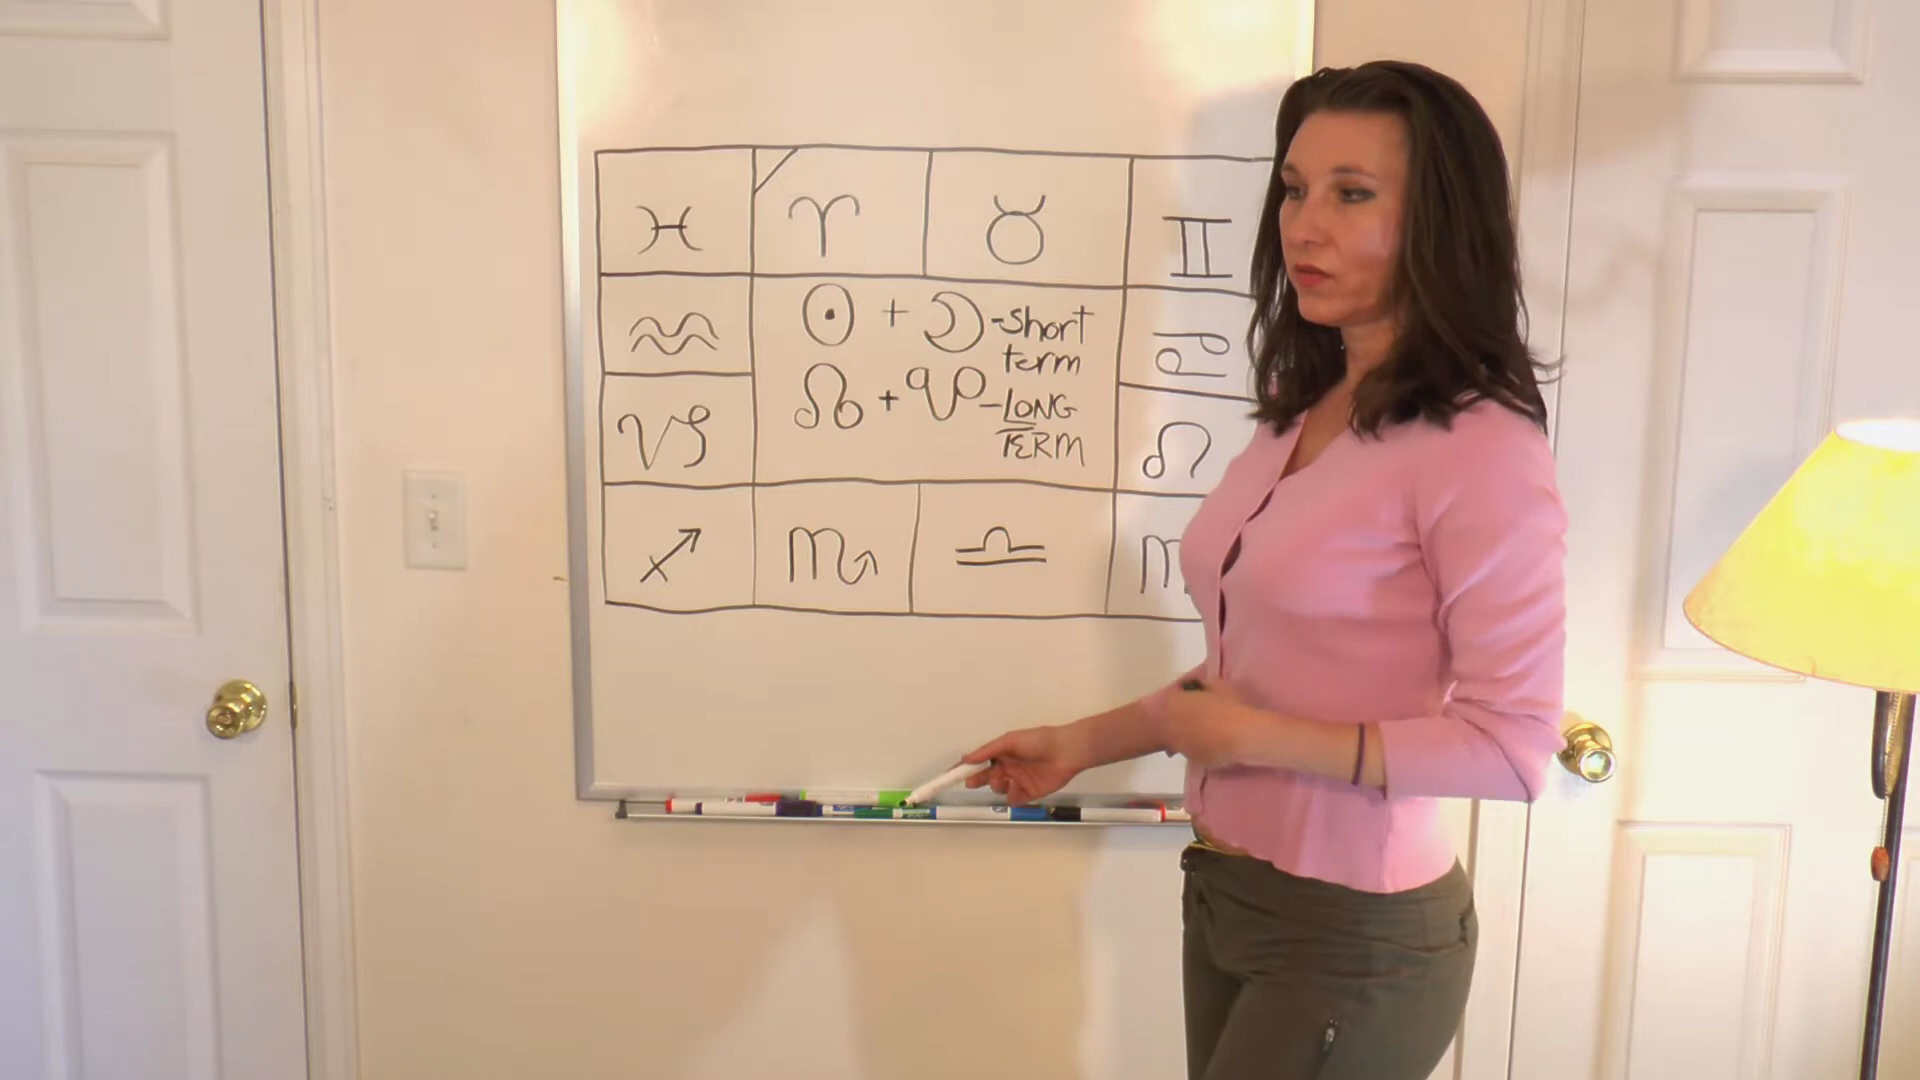 ♓ ♈ ♉ ♊
♒ ☉ + ☽ -short term ♋
♑ ☊ + ☋ -LONG TERM ♌
♐ ♏ ♎